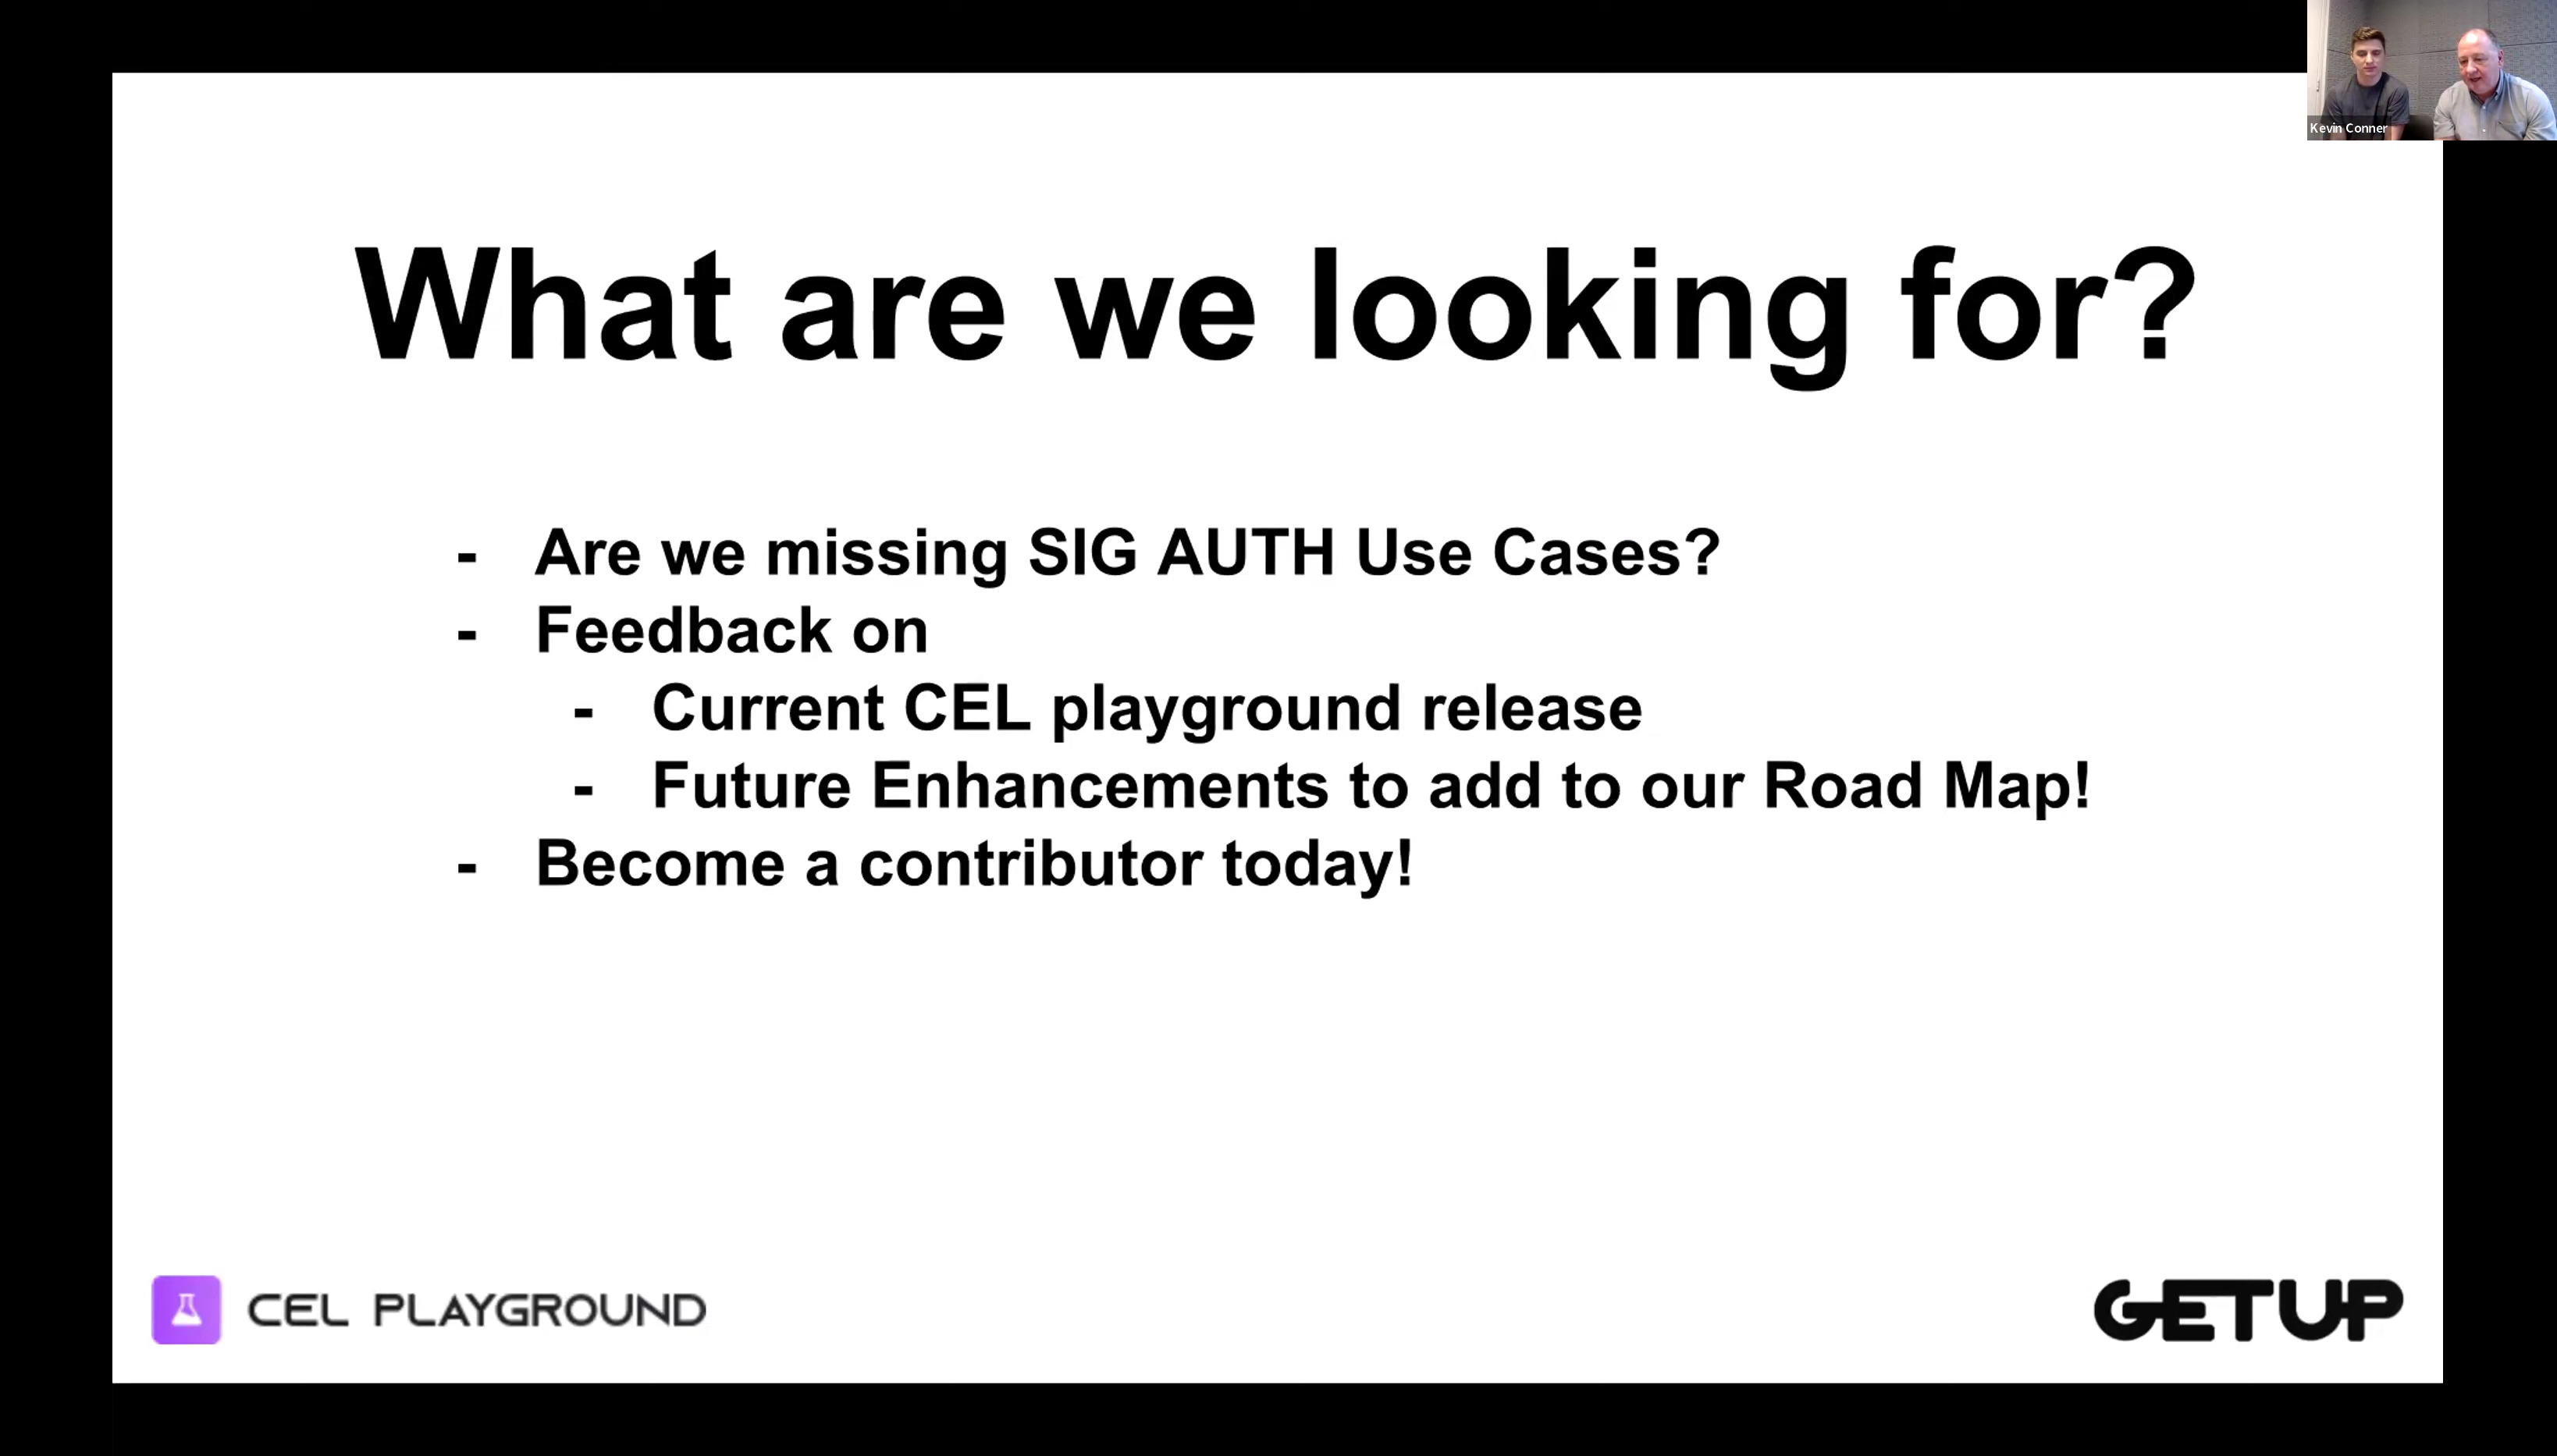 Kevin Conner
What are we looking for?
- Are we missing SIG AUTH Use Cases?
- Feedback on
- Current CEL playground release
- Future Enhancements to add to our Road Map!
- Become a contributor today!
CEL PLAYGROUND
GETUP